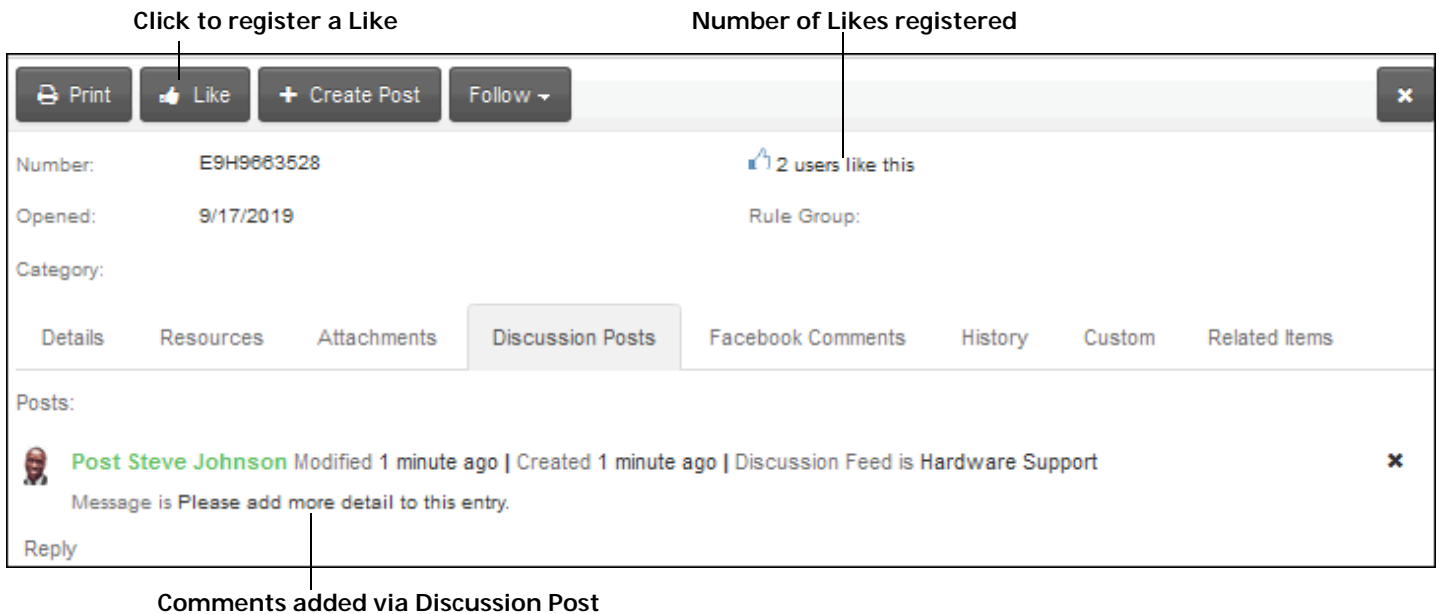 Click to register a Like Number of Likes registered
Print Like + Create Post Follow
Number: E9H9663528 2 users like this
Opened: 9/17/2019 Rule Group:
Category:
Details Resources Attachments Discussion Posts Facebook Comments History Custom Related Items
Posts:
Post Steve Johnson Modified 1 minute ago | Created 1 minute ago | Discussion Feed is Hardware Support
Message is Please add more detail to this entry.
Reply
Comments added via Discussion Post